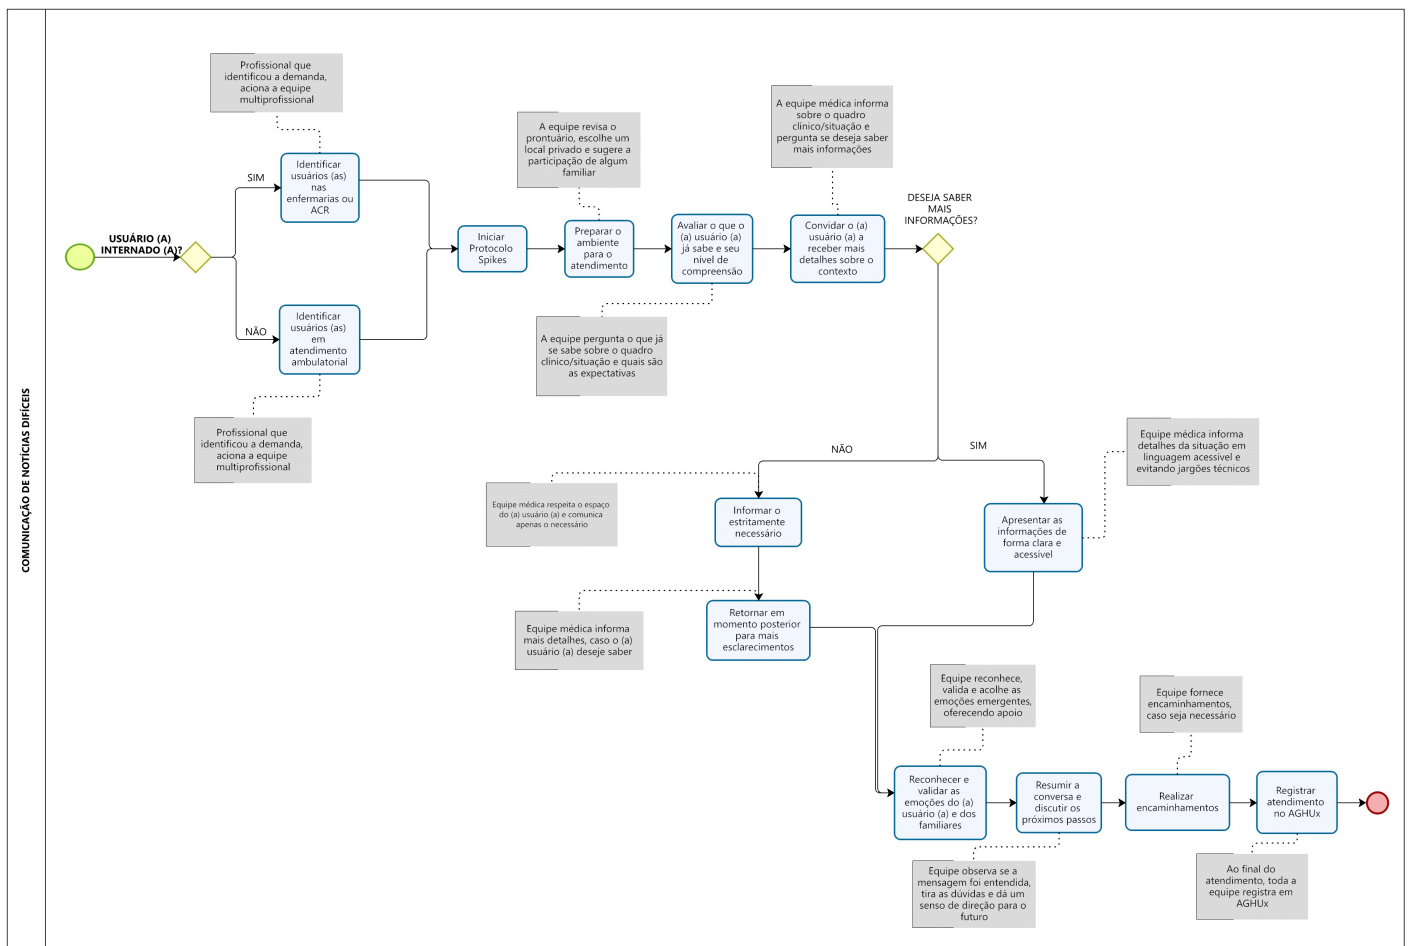 COMUNICAÇÃO DE NOTÍCIAS DIFÍCEIS
Profissional que
identificou a demanda,
aciona a equipe
multiprofissional
USUÁRIO (A)
INTERNADO (A)?
SIM
Identificar
usuários (as)
nas
enfermarias ou
ACR
NÃO
Identificar
usuários (as)
em
atendimento
ambulatorial
Profissional que
identificou a demanda,
aciona a equipe
multiprofissional
Iniciar
Protocolo
Spikes
A equipe revisa o
prontuário, escolhe um
local privado e sugere a
participação de algum
familiar
Preparar o
ambiente
para o
atendimento
Avaliar o que o
(a) usuário (a)
já sabe e seu
nível de
compreensão
A equipe pergunta o que já
se sabe sobre o quadro
clínico/situação e quais são
as expectativas
A equipe médica informa
sobre o quadro
clínico/situação e
pergunta se deseja saber
mais informações
Convidar o (a)
usuário (a) a
receber mais
detalhes sobre o
contexto
DESEJA SABER
MAIS
INFORMAÇÕES?
NÃO
SIM
Equipe médica respeita o espaço
do (a) usuário (a) e comunica
apenas o necessário
Informar o
estritamente
necessário
Equipe médica informa
detalhes da situação em
linguagem acessível e
evitando jargões técnicos
Apresentar as
informações de
forma clara e
acessível
Equipe médica informa
mais detalhes, caso o (a)
usuário (a) deseje saber
Retornar em
momento posterior
para mais
esclarecimentos
Equipe reconhece,
valida e acolhe as
emoções emergentes,
oferecendo apoio
Reconhecer e
validar as
emoções do (a)
usuário (a) e dos
familiares
Resumir a
conversa e
discutir os
próximos passos
Equipe observa se a
mensagem foi entendida,
tira as dúvidas e dá um
senso de direção para o
futuro
Equipe fornece
encaminhamentos,
caso seja necessário
Realizar
encaminhamentos
Registrar
atendimento
no AGHUx
Ao final do
atendimento, toda a
equipe registra em
AGHUx